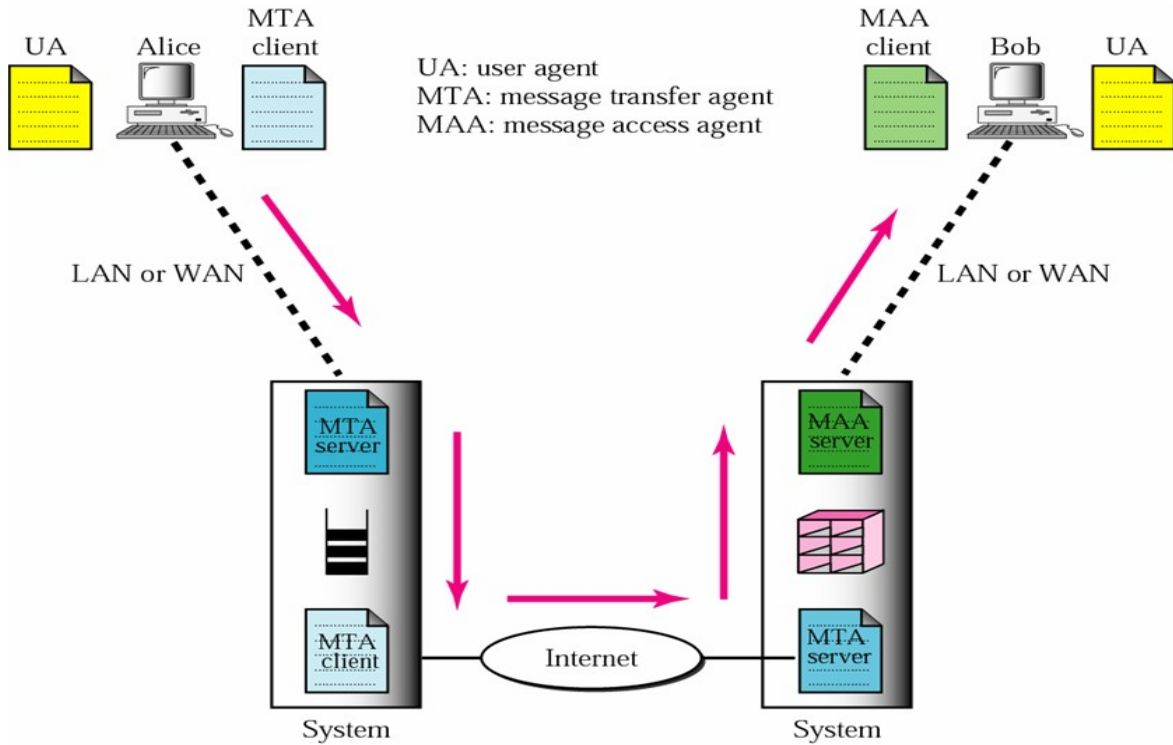 UA
Alice
MTA
client
UA: user agent
MTA: message transfer agent
MAA: message access agent
MAA
client
Bob
UA
LAN or WAN
LAN or WAN
MTA
server
MTA
client
System
Internet
MAA
server
MTA
server
System